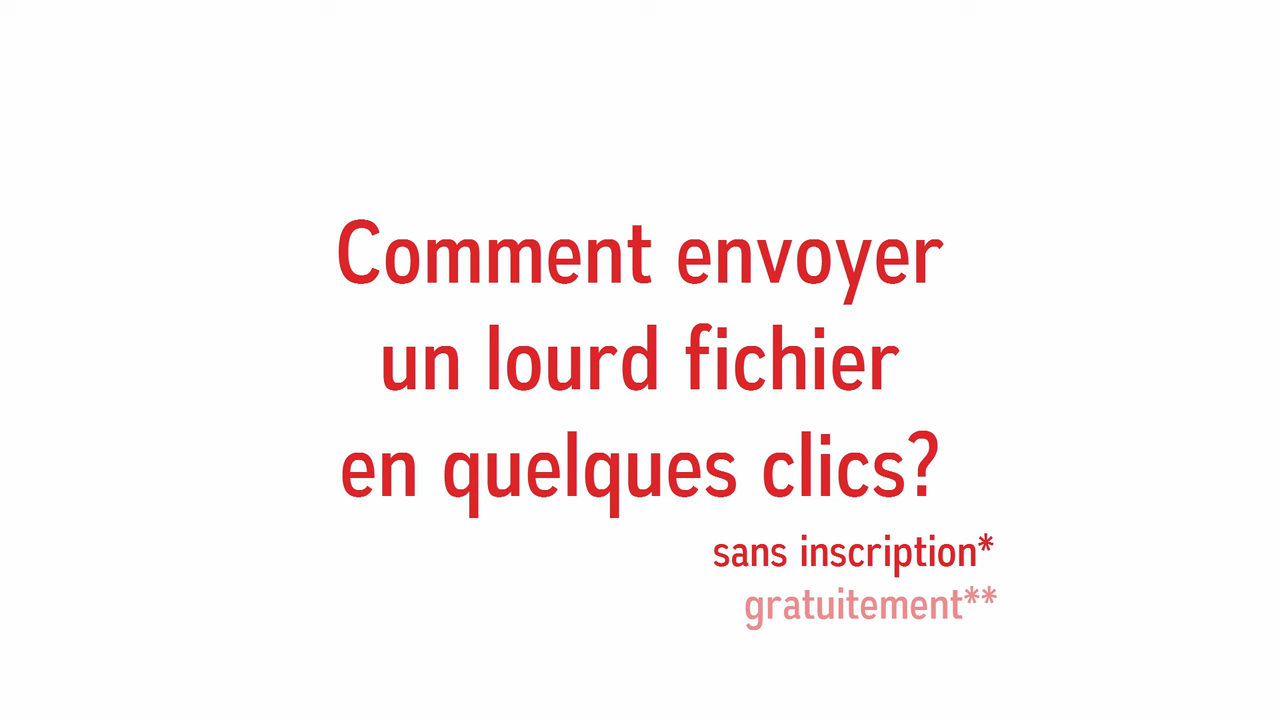 Comment envoyer
un lourd fichier
en quelques clics?
sans inscription*
gratuitement**